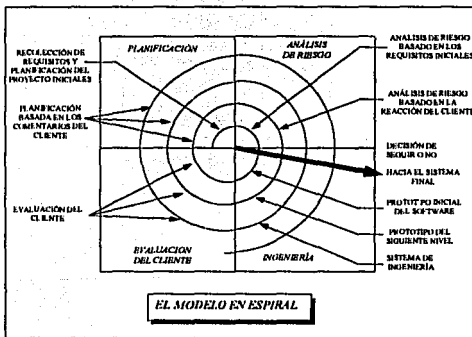 PLANIFICACIÓN
ANÁLISIS
DE RIESGO
RECOLECCIÓN DE
REQUISITOS Y
PLANIFICACIÓN DEL
PROYECTO INICIALES
PLANIFICACIÓN
BASADA EN LOS
COMENTARIOS DEL
CLIENTE
EVALUACIÓN DEL
CLIENTE
ANÁLISIS DE RIESGO
BASADO EN LOS
REQUISITOS INICIALES
ANÁLISIS DE RIESGO
BASADO EN LA
REACCIÓN DEL CLIENTE
DECISIÓN DE
SEGUIR O NO
HACIA EL SISTEMA
FINAL
PROTOTIPO INICIAL
DEL SOFTWARE
PROTOTIPO DEL
SIGUIENTE NIVEL
SISTEMA DE
INGENIERÍA
EVALUACION
DEL CLIENTE
INGENIERÍA
EL MODELO EN ESPIRAL